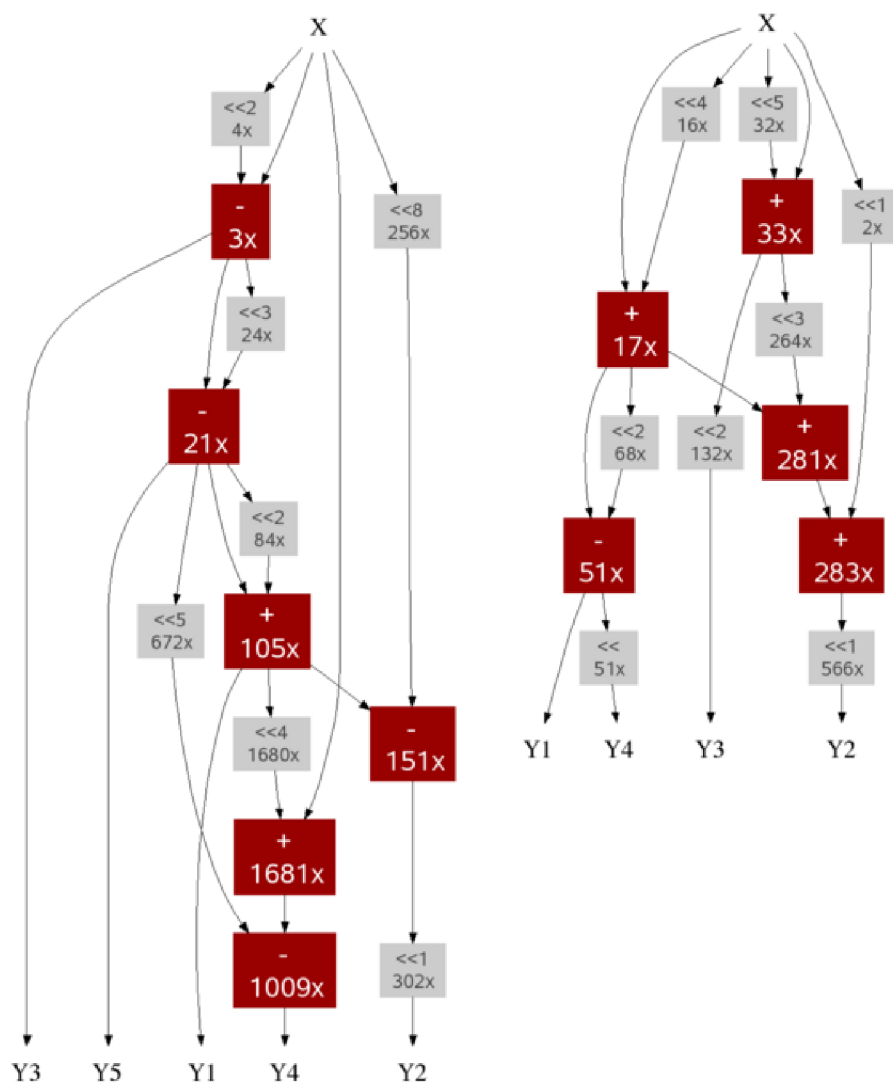 X
<<2
4x
-
3x
<<8
256x
<<3
24x
-
21x
<<2
84x
<<5
672x
+
105x
<<4
1680x
-
151x
+
1681x
-
1009x
<<1
302x
Y3 Y5 Y1 Y4 Y2
X
<<4
16x
<<5
32x
+
33x
<<1
2x
+
17x
<<3
264x
<<2
68x
<<2
132x
+
281x
-
51x
+
283x
<<
51x
<<1
566x
Y1 Y4 Y3 Y2